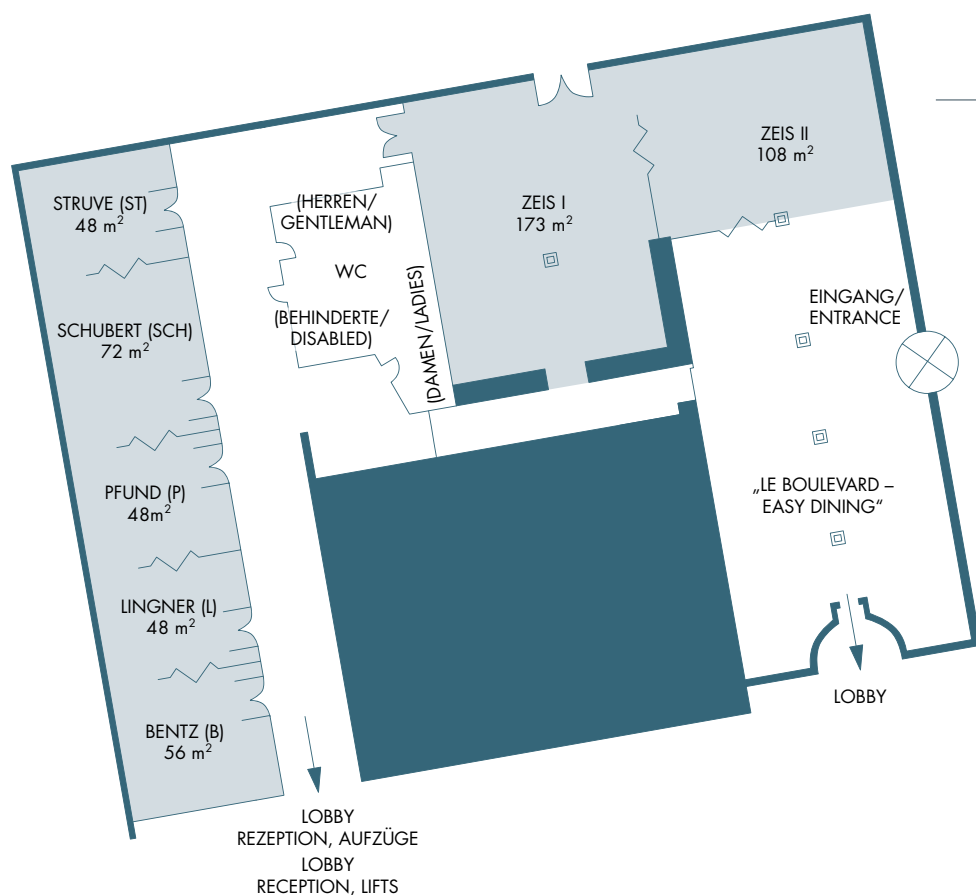 ZEIS II
108 m²
STRUVE (ST)
48 m²
(HERREN/
GENTLEMAN)
ZEIS I
173 m²
WC
(BEHINDERTE/
DISABLED)
(DAMEN/LADIES)
EINGANG/
ENTRANCE
SCHUBERT (SCH)
72 m²
PFUND (P)
48m²
„LE BOULEVARD –
EASY DINING“
LINGNER (L)
48 m²
BENTZ (B)
56 m²
LOBBY
LOBBY
REZEPTION, AUFZÜGE
LOBBY
RECEPTION, LIFTS